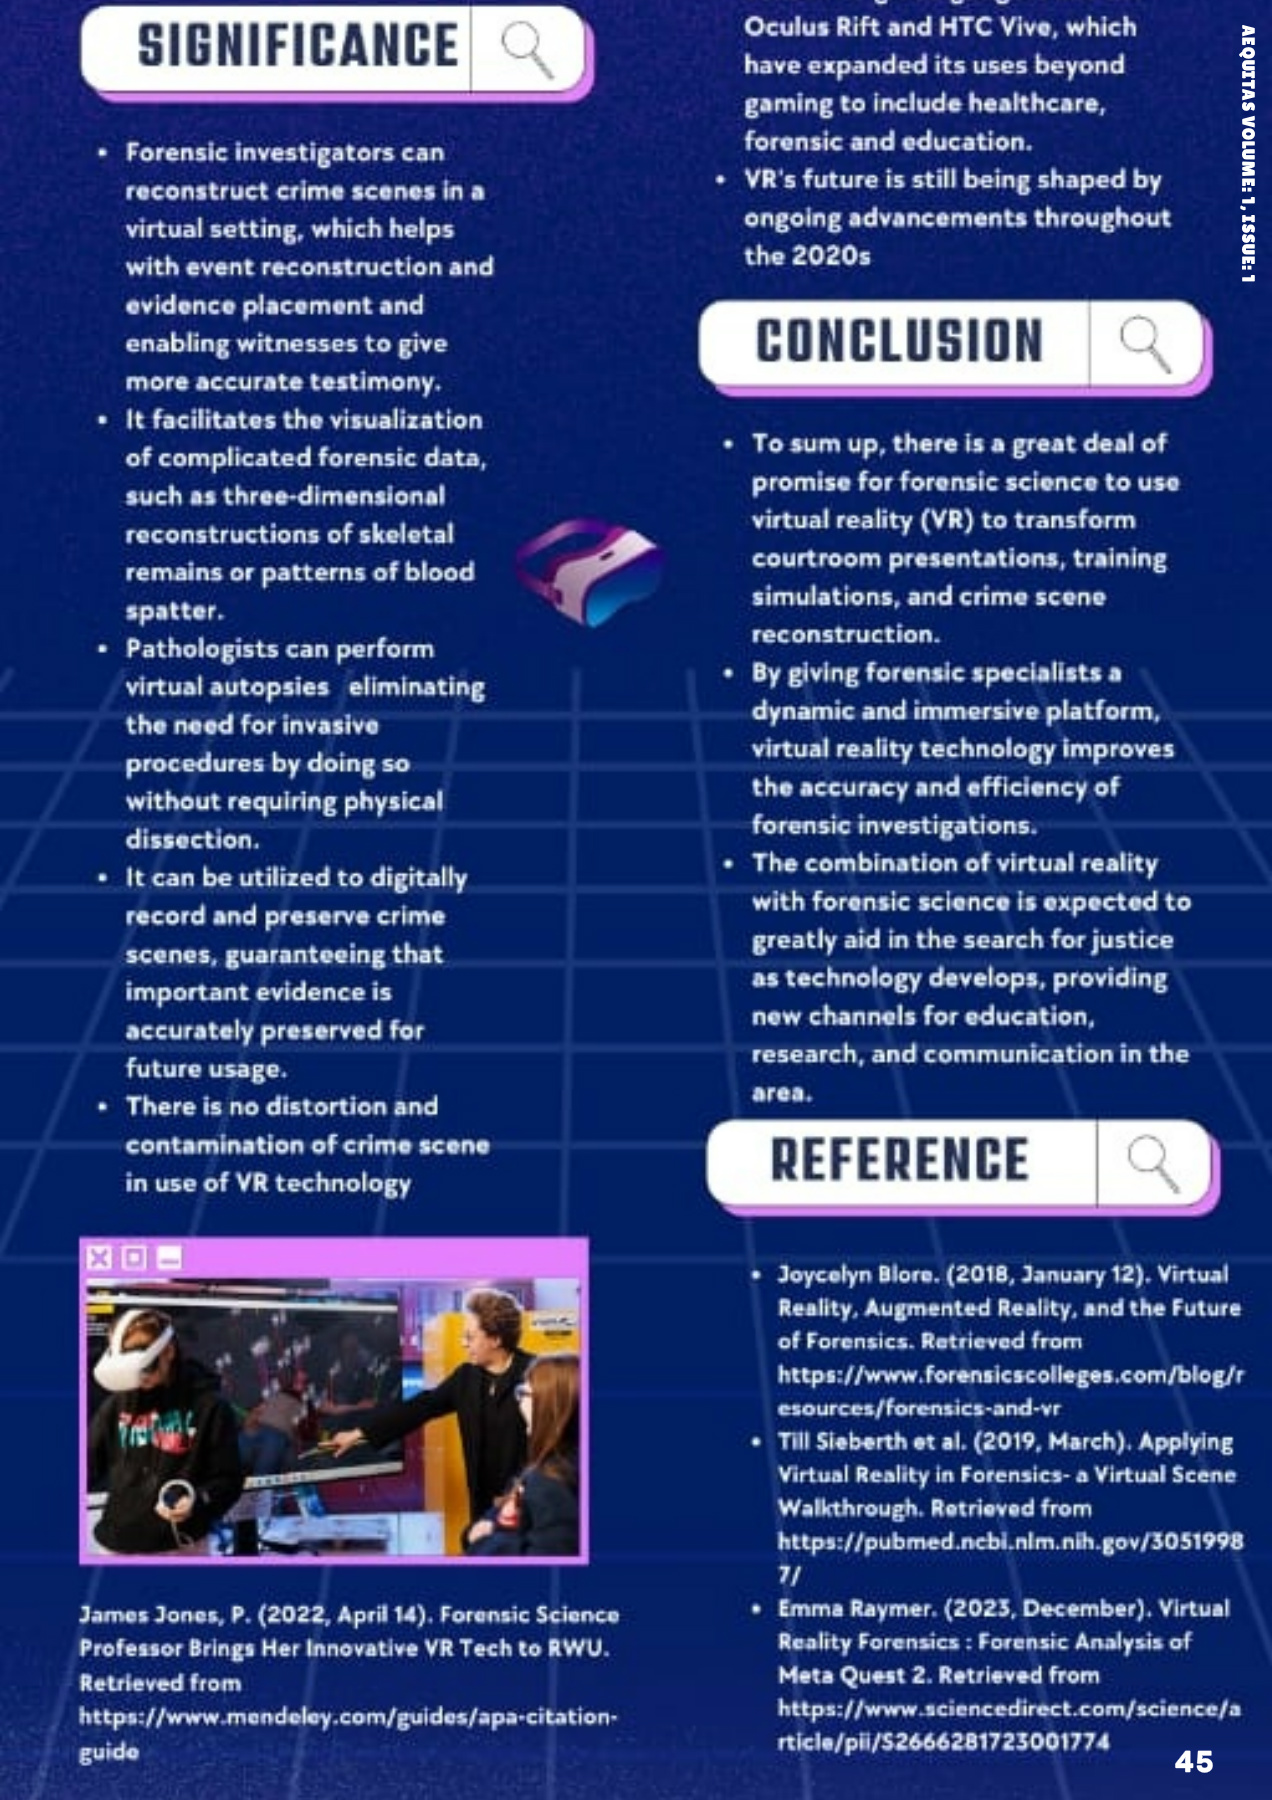 SIGNIFICANCE
• Forensic investigators can
reconstruct crime scenes in a
virtual setting, which helps
with event reconstruction and
evidence placement and
enabling witnesses to give
more accurate testimony.
• It facilitates the visualization
of complicated forensic data,
such as three-dimensional
reconstructions of skeletal
remains or patterns of blood
spatter.
• Pathologists can perform
virtual autopsies eliminating
the need for invasive
procedures by doing so
without requiring physical
dissection.
• It can be utilized to digitally
record and preserve crime
scenes, guaranteeing that
important evidence is
accurately preserved for
future usage.
• There is no distortion and
contamination of crime scene
in use of VR technology
James Jones, P. (2022, April 14). Forensic Science
Professor Brings Her Innovative VR Tech to RWU.
Retrieved from
https://www.mendeley.com/guides/apa-citation-
guide
Oculus Rift and HTC Vive, which
have expanded its uses beyond
gaming to include healthcare,
forensic and education.
• VR's future is still being shaped by
ongoing advancements throughout
the 2020s
CONCLUSION
• To sum up, there is a great deal of
promise for forensic science to use
virtual reality (VR) to transform
courtroom presentations, training
simulations, and crime scene
reconstruction.
• By giving forensic specialists a
dynamic and immersive platform,
virtual reality technology improves
the accuracy and efficiency of
forensic investigations.
• The combination of virtual reality
with forensic science is expected to
greatly aid in the search for justice
as technology develops, providing
new channels for education,
research, and communication in the
area.
REFERENCE
• Joycelyn Blore. (2018, January 12). Virtual
Reality, Augmented Reality, and the Future
of Forensics. Retrieved from
https://www.forensicscolleges.com/blog/r
esources/forensics-and-vr
• Till Sieberth et al. (2019, March). Applying
Virtual Reality in Forensics- a Virtual Scene
Walkthrough. Retrieved from
https://pubmed.ncbi.nlm.nih.gov/3051998
7/
• Emma Raymer. (2023, December). Virtual
Reality Forensics : Forensic Analysis of
Meta Quest 2. Retrieved from
https://www.sciencedirect.com/science/a
rticle/pii/S2666281723001774
AEQUITAS VOLUME: 1, ISSUE: 1
45